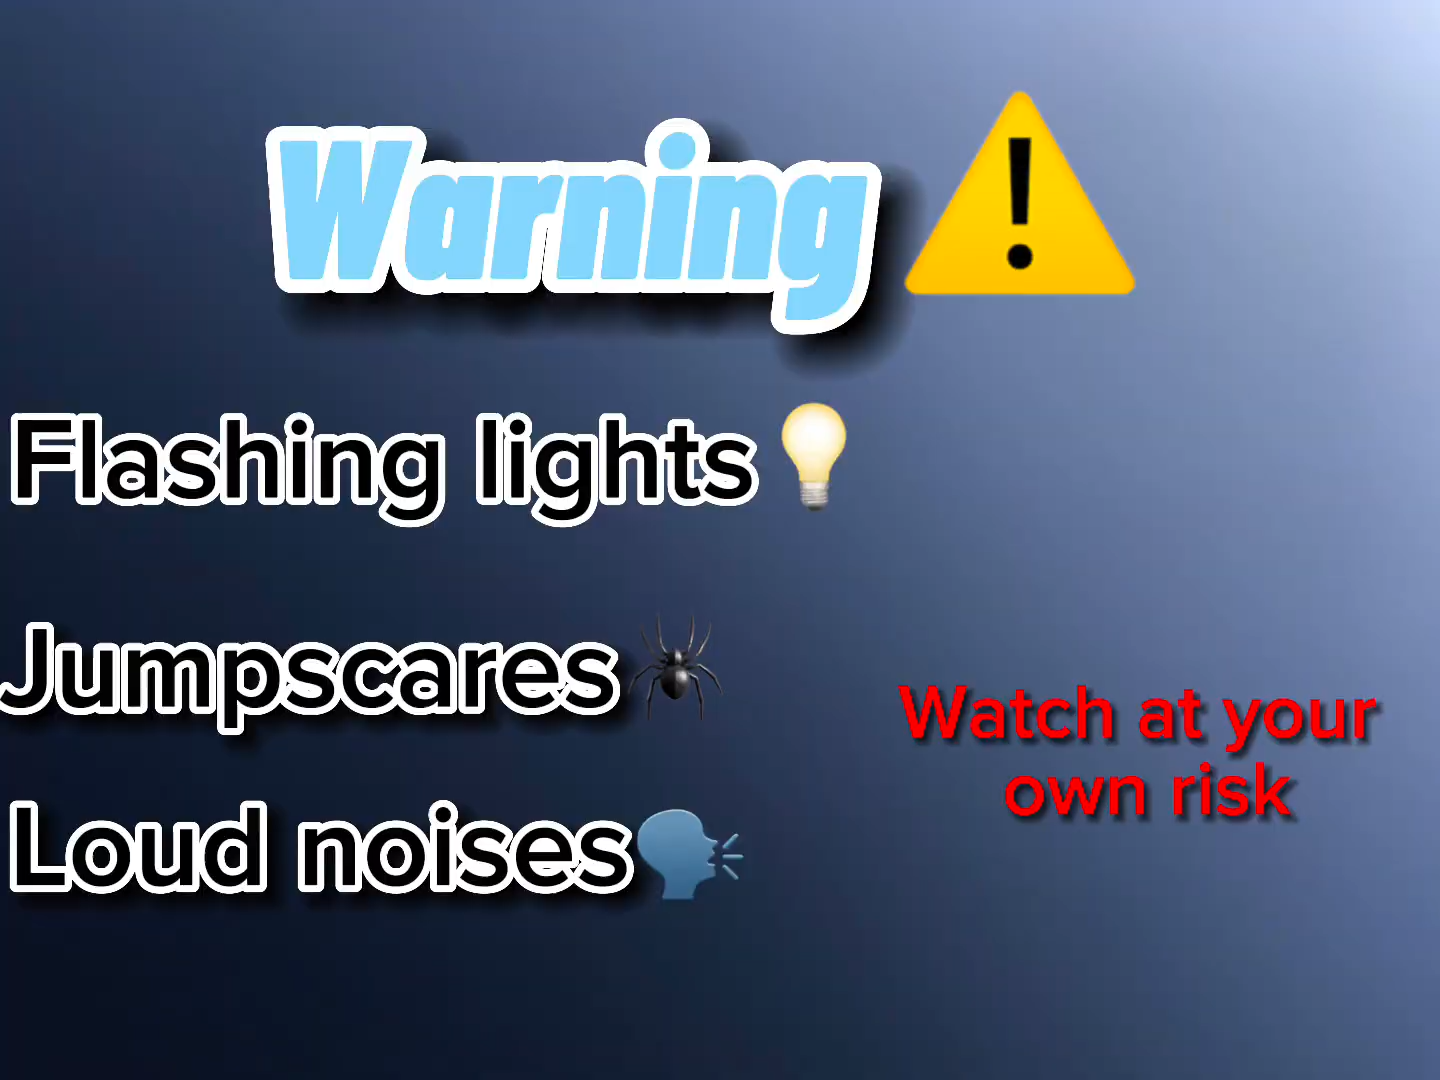 Warning ⚠️
Flashing lights💡
Jumpscares🕷️
Watch at your
own risk
Loud noises🗣️